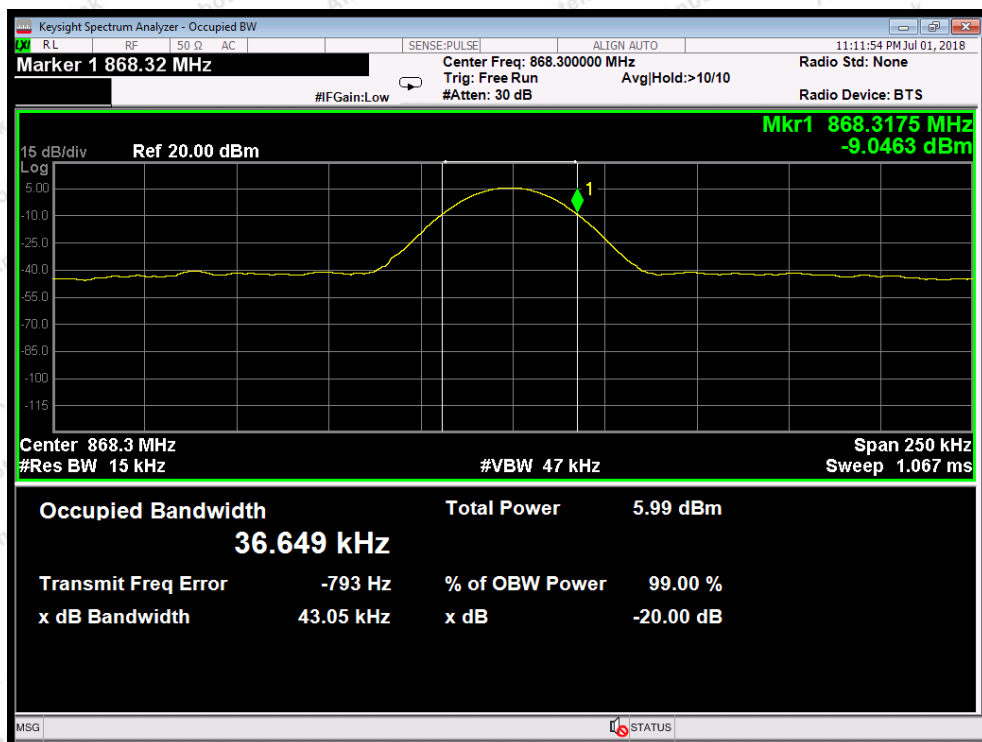 Keysight Spectrum Analyzer - Occupied BW
LXI RL RF 50 Ω AC SENSE:PULSE ALIGN AUTO 11:11:54 PM Jul 01, 2018
Marker 1 868.32 MHz
Center Freq: 868.300000 MHz Radio Std: None
Trig: Free Run Avg|Hold:>10/10
#IFGain:Low #Atten: 30 dB Radio Device: BTS
Mkr1 868.3175 MHz
15 dB/div Ref 20.00 dBm -9.0463 dBm
Log
5.00
1
-10.0
-25.0
-40.0
-55.0
-70.0
-85.0
-100
-115
Center 868.3 MHz Span 250 kHz
#Res BW 15 kHz #VBW 47 kHz Sweep 1.067 ms
Occupied Bandwidth Total Power 5.99 dBm
36.649 kHz
Transmit Freq Error -793 Hz % of OBW Power 99.00 %
x dB Bandwidth 43.05 kHz x dB -20.00 dB
MSG STATUS